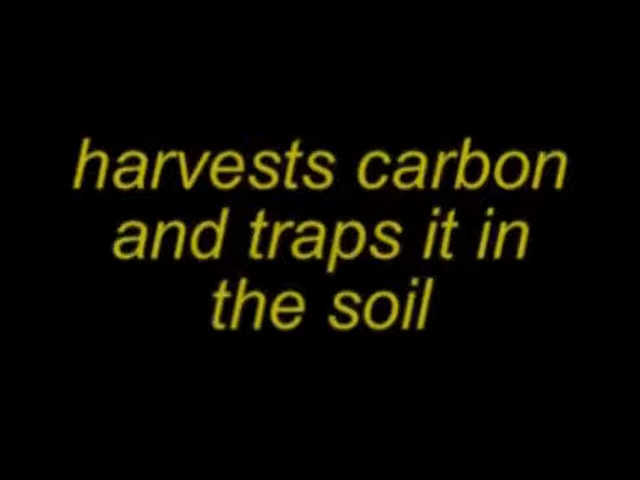 harvests carbon
and traps it in
the soil